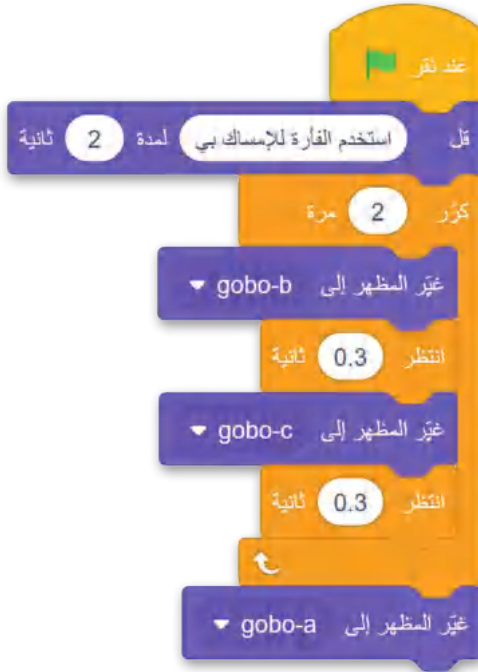 عند نقر
قل استخدم الفأرة للإمساك بي لمدة 2 ثانية
كرّر 2 مرة
غيّر المظهر إلى gobo-b
انتظر 0.3 ثانية
غيّر المظهر إلى gobo-c
انتظر 0.3 ثانية
غيّر المظهر إلى gobo-a